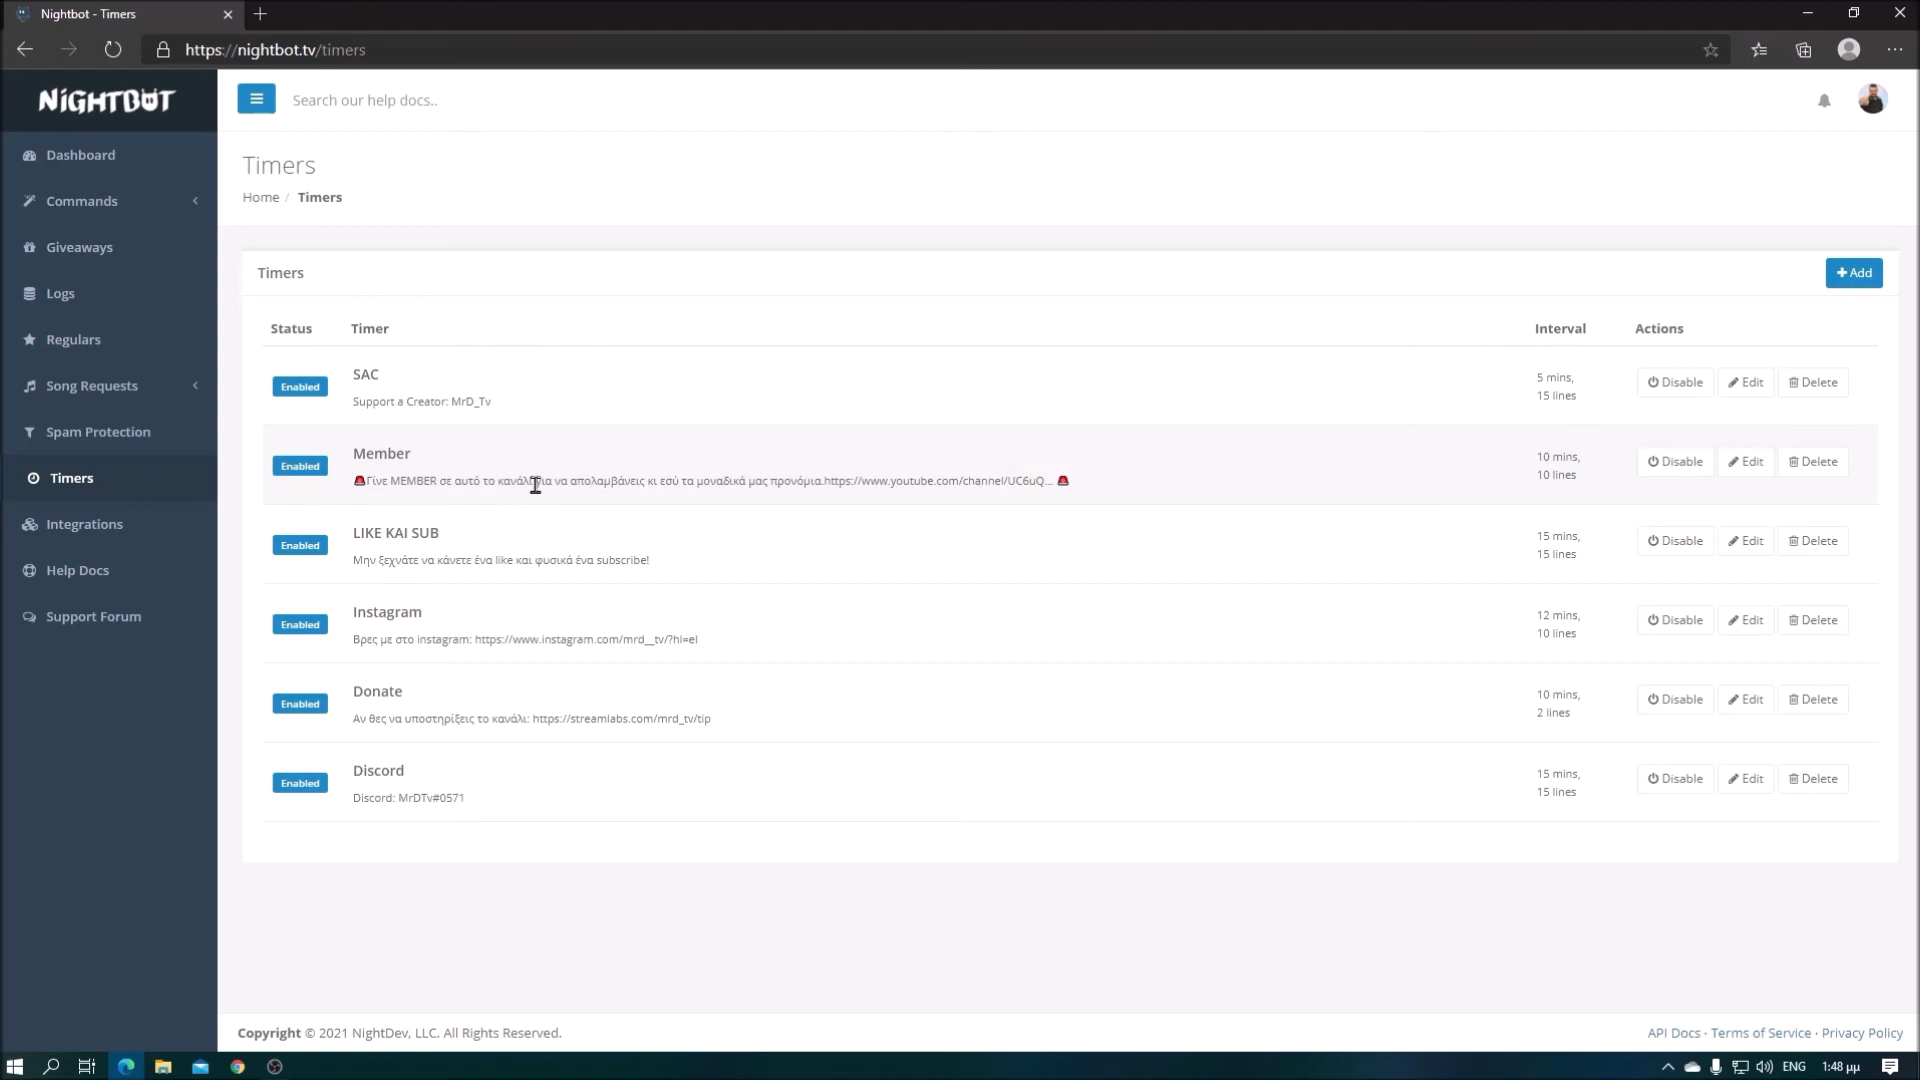 Nightbot - Timers
https://nightbot.tv/timers
NIGHTBOT
Search our help docs..
Dashboard
Commands
Giveaways
Logs
Regulars
Song Requests
Spam Protection
Timers
Integrations
Help Docs
Support Forum
Timers
Home / Timers
Timers
+ Add
Status Timer Interval Actions
Enabled
SAC
Support a Creator: MrD_Tv
5 mins,
15 lines
Disable Edit Delete
Enabled
Member
🚨Γίνε MEMBER σε αυτό το κανάλι για να απολαμβάνεις κι εσύ τα μοναδικά μας προνόμια.https://www.youtube.com/channel/UC6uQ... 🚨
10 mins,
10 lines
Disable Edit Delete
Enabled
LIKE KAI SUB
Μην ξεχνάτε να κάνετε ένα like και φυσικά ένα subscribe!
15 mins,
15 lines
Disable Edit Delete
Enabled
Instagram
Βρες με στο instagram: https://www.instagram.com/mrd__tv/?hl=el
12 mins,
10 lines
Disable Edit Delete
Enabled
Donate
Αν θες να υποστηρίξεις το κανάλι: https://streamlabs.com/mrd_tv/tip
10 mins,
2 lines
Disable Edit Delete
Enabled
Discord
Discord: MrDTv#0571
15 mins,
15 lines
Disable Edit Delete
Copyright © 2021 NightDev, LLC. All Rights Reserved.
API Docs · Terms of Service · Privacy Policy
ENG 1:48 μμ